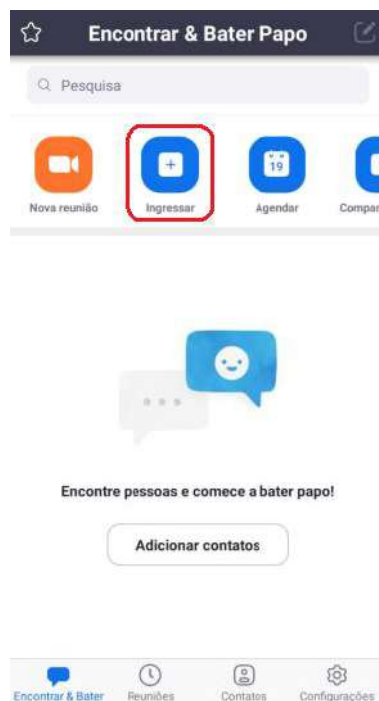 Encontrar & Bater Papo
Pesquisa
19
Nova reunião Ingressar Agendar Compar
Encontre pessoas e comece a bater papo!
Adicionar contatos
Encontrar & Bater Reuniões Contatos Configurações